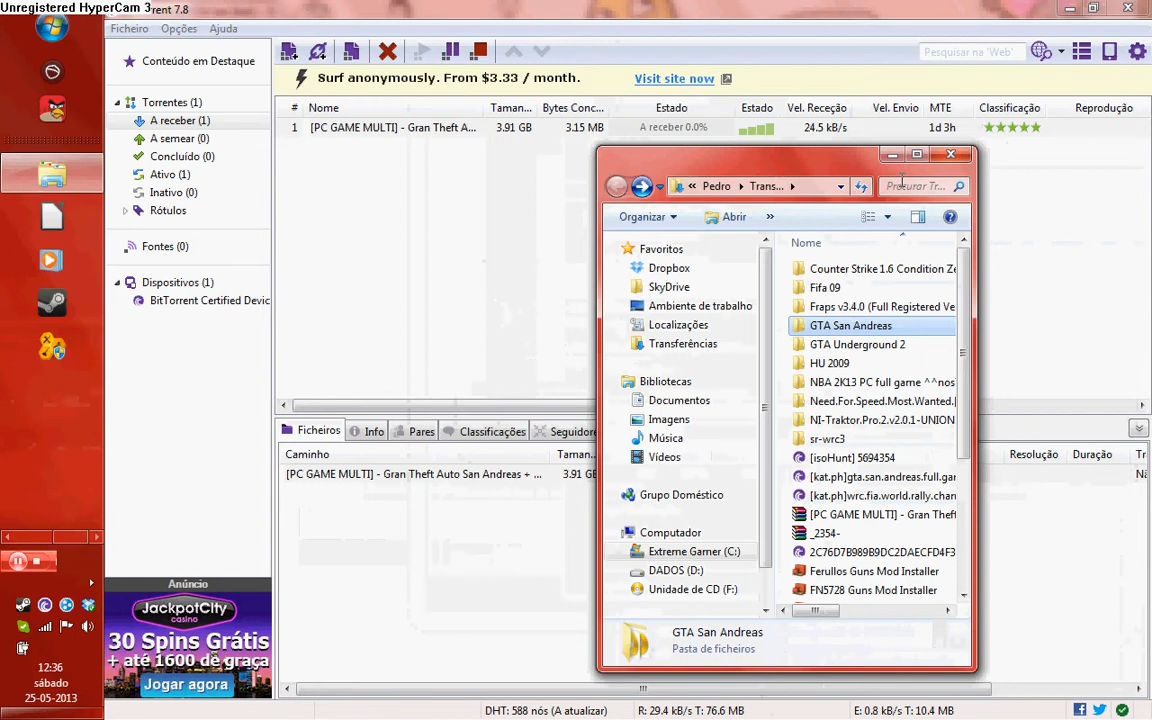 Unregistered HyperCam 3
rent 7.8
Ficheiro Opções Ajuda
Conteúdo em Destaque
Pesquisar na 'Web'
Surf anonymously. From $3.33 / month. Visit site now
# Nome Taman... Bytes Conc... Estado Estado Vel. Receção Vel. Envio MTE Classificação Reprodução
1 [PC GAME MULTI] - Gran Theft A... 3.91 GB 3.15 MB A receber 0.0% 24.5 kB/s 1d 3h
Torrentes (1)
A receber (1)
A semear (0)
Concluído (0)
Ativo (1)
Inativo (0)
Rótulos
Fontes (0)
Dispositivos (1)
BitTorrent Certified Devic
« Pedro Trans... Procurar Tr...
Organizar Abrir »
Favoritos
Dropbox
SkyDrive
Ambiente de trabalho
Localizações
Transferências
Bibliotecas
Documentos
Imagens
Música
Vídeos
Grupo Doméstico
Computador
Extreme Gamer (C:)
DADOS (D:)
Unidade de CD (F:)
Nome
Counter Strike 1.6 Condition Ze
Fifa 09
Fraps v3.4.0 (Full Registered Ve
GTA San Andreas
GTA Underground 2
HU 2009
NBA 2K13 PC full game ^^nos
Need.For.Speed.Most.Wanted.[
NI-Traktor.Pro.2.v2.0.1-UNION
sr-wrc3
[isoHunt] 5694354
[kat.ph]gta.san.andreas.full.gar
[kat.ph]wrc.fia.world.rally.chan
[PC GAME MULTI] - Gran Theft
_2354-
2C76D7B989B9DC2DAECFD4F3
Ferullos Guns Mod Installer
FN5728 Guns Mod Installer
GTA San Andreas
Pasta de ficheiros
Ficheiros Info Pares Classificações Seguidore
Caminho Taman... Resolução Duração Tr
[PC GAME MULTI] - Gran Theft Auto San Andreas + ... 3.91 GB
Anúncio
JackpotCity
casino
30 Spins Grátis
+ até 1600 de graça
Jogar agora
12:36
sábado
25-05-2013
DHT: 588 nós (A atualizar) R: 29.4 kB/s T: 76.6 MB E: 0.8 kB/s T: 10.4 MB